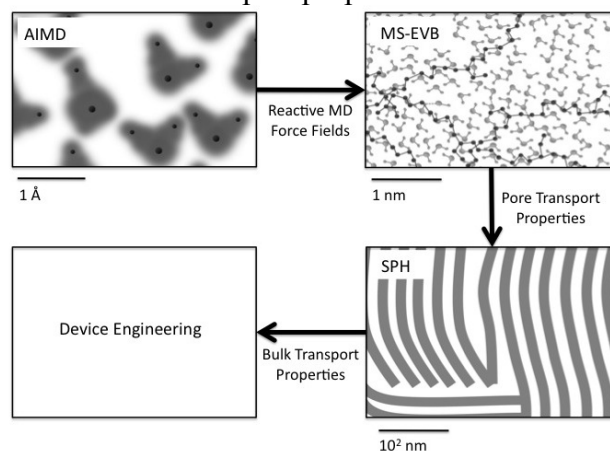 AIMD
MS-EVB
Reactive MD
Force Fields
1 Å
1 nm
Pore Transport
Properties
SPH
Device Engineering
Bulk Transport
Properties
10² nm